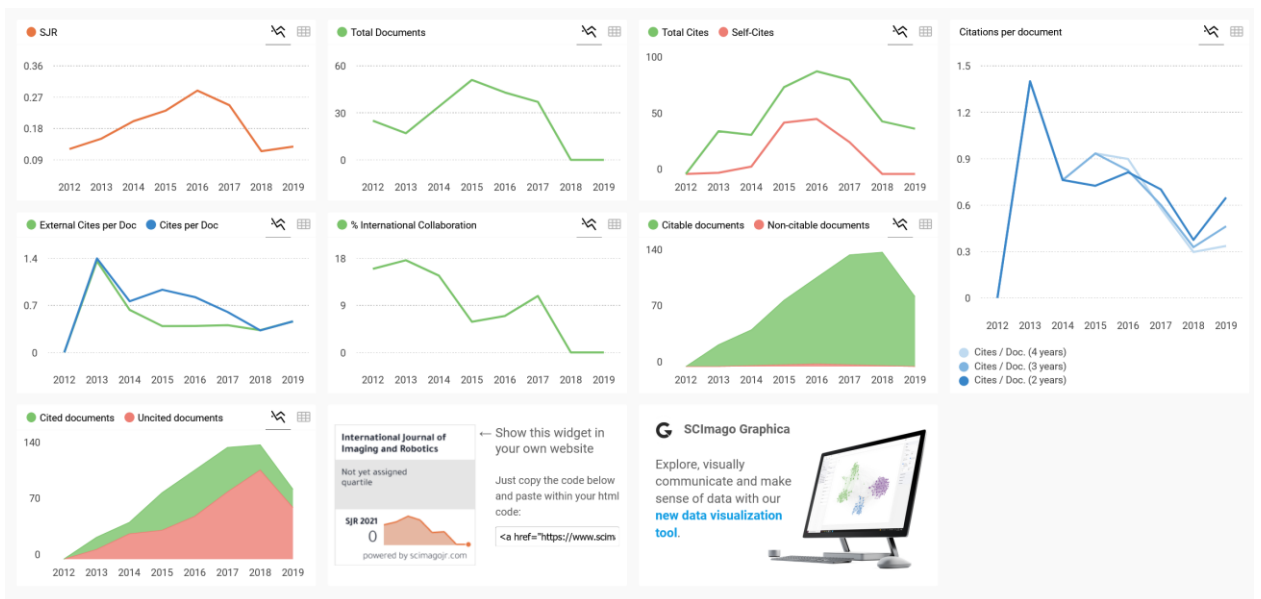 SJR
0.36
0.27
0.18
0.09
2012 2013 2014 2015 2016 2017 2018 2019
Total Documents
60
30
0
2012 2013 2014 2015 2016 2017 2018 2019
Total Cites Self-Cites
100
50
0
2012 2013 2014 2015 2016 2017 2018 2019
Citations per document
1.5
1.2
0.9
0.6
0.3
0
2012 2013 2014 2015 2016 2017 2018 2019
Cites / Doc. (4 years)
Cites / Doc. (3 years)
Cites / Doc. (2 years)
External Cites per Doc Cites per Doc
1.4
0.7
0
2012 2013 2014 2015 2016 2017 2018 2019
% International Collaboration
18
9
0
2012 2013 2014 2015 2016 2017 2018 2019
Citable documents Non-citable documents
140
70
0
2012 2013 2014 2015 2016 2017 2018 2019
Cited documents Uncited documents
140
70
0
2012 2013 2014 2015 2016 2017 2018 2019
International Journal of
Imaging and Robotics
Not yet assigned
quartile
SJR 2021
0
powered by scimagojr.com
← Show this widget in
your own website
Just copy the code below
and paste within your html
code:
<a href="https://www.scim
SCImago Graphica
Explore, visually
communicate and make
sense of data with our
new data visualization
tool.